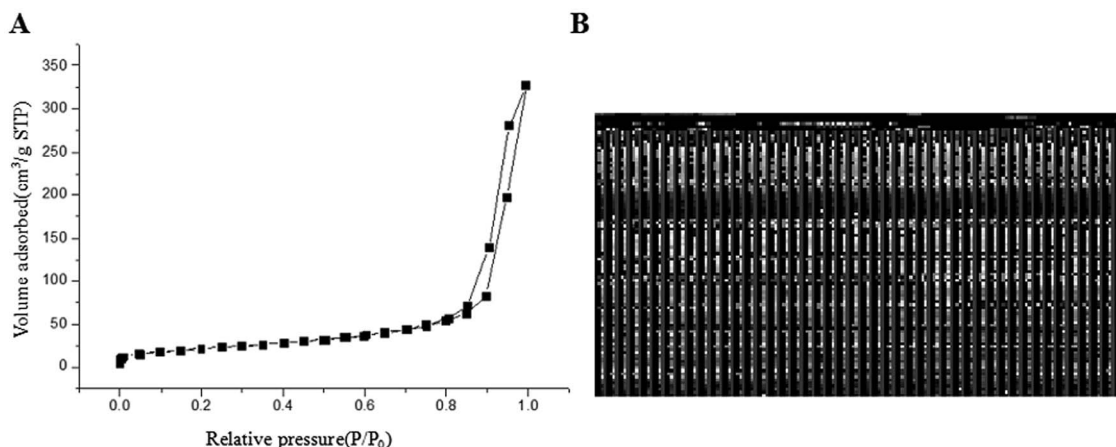 A
B
Volume adsorbed(cm³/g STP)
350
300
250
200
150
100
50
0
0.0 0.2 0.4 0.6 0.8 1.0
Relative pressure(P/P₀)